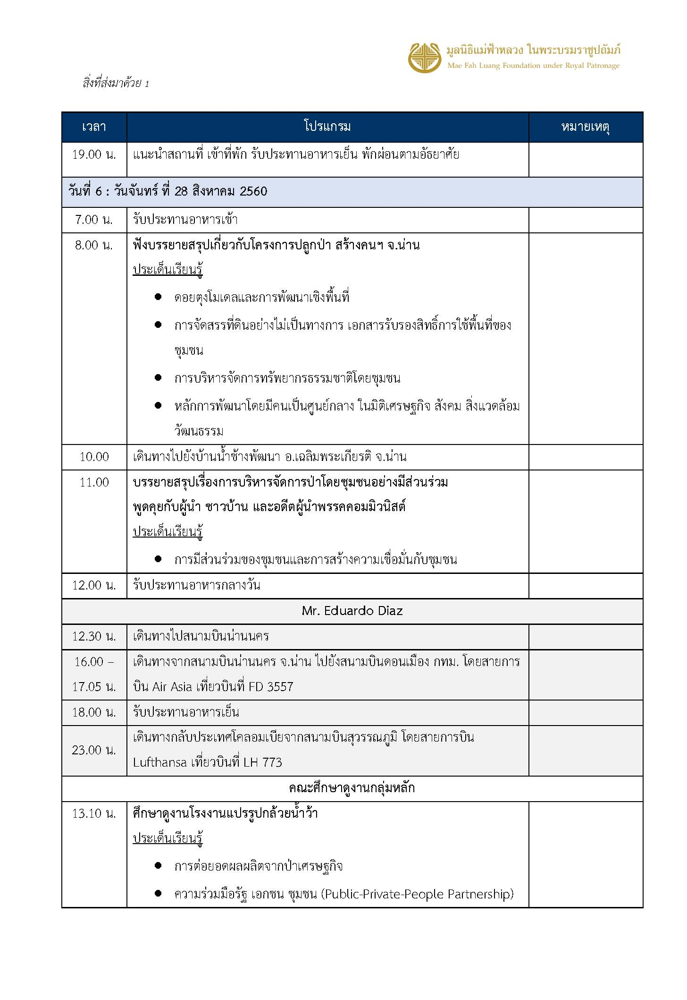 มูลนิธิแม่ฟ้าหลวง ในพระบรมราชูปถัมภ์
Mae Fah Luang Foundation under Royal Patronage
สิ่งที่ส่งมาด้วย 1
เวลา โปรแกรม หมายเหตุ
19.00 น. แนะนำสถานที่ เข้าที่พัก รับประทานอาหารเย็น พักผ่อนตามอัธยาศัย
วันที่ 6 : วันจันทร์ ที่ 28 สิงหาคม 2560
7.00 น. รับประทานอาหารเช้า
8.00 น. ฟังบรรยายสรุปเกี่ยวกับโครงการปลูกป่า สร้างคนฯ จ.น่าน
ประเด็นเรียนรู้
● ดอยตุงโมเดลและการพัฒนาเชิงพื้นที่
● การจัดสรรที่ดินอย่างไม่เป็นทางการ เอกสารรับรองสิทธิ์การใช้พื้นที่ของ
ชุมชน
● การบริหารจัดการทรัพยากรธรรมชาติโดยชุมชน
● หลักการพัฒนาโดยมีคนเป็นศูนย์กลาง ในมิติเศรษฐกิจ สังคม สิ่งแวดล้อม
วัฒนธรรม
10.00 เดินทางไปยังบ้านน้ำช้างพัฒนา อ.เฉลิมพระเกียรติ จ.น่าน
11.00 บรรยายสรุปเรื่องการบริหารจัดการป่าโดยชุมชนอย่างมีส่วนร่วม
พูดคุยกับผู้นำ ชาวบ้าน และอดีตผู้นำพรรคคอมมิวนิสต์
ประเด็นเรียนรู้
● การมีส่วนร่วมของชุมชนและการสร้างความเชื่อมั่นกับชุมชน
12.00 น. รับประทานอาหารกลางวัน
Mr. Eduardo Diaz
12.30 น. เดินทางไปสนามบินน่านนคร
16.00 – เดินทางจากสนามบินน่านนคร จ.น่าน ไปยังสนามบินดอนเมือง กทม. โดยสายการ
17.05 น. บิน Air Asia เที่ยวบินที่ FD 3557
18.00 น. รับประทานอาหารเย็น
23.00 น. เดินทางกลับประเทศโคลอมเบียจากสนามบินสุวรรณภูมิ โดยสายการบิน
Lufthansa เที่ยวบินที่ LH 773
คณะศึกษาดูงานกลุ่มหลัก
13.10 น. ศึกษาดูงานโรงงานแปรรูปกล้วยน้ำว้า
ประเด็นเรียนรู้
● การต่อยอดผลผลิตจากป่าเศรษฐกิจ
● ความร่วมมือรัฐ เอกชน ชุมชน (Public-Private-People Partnership)